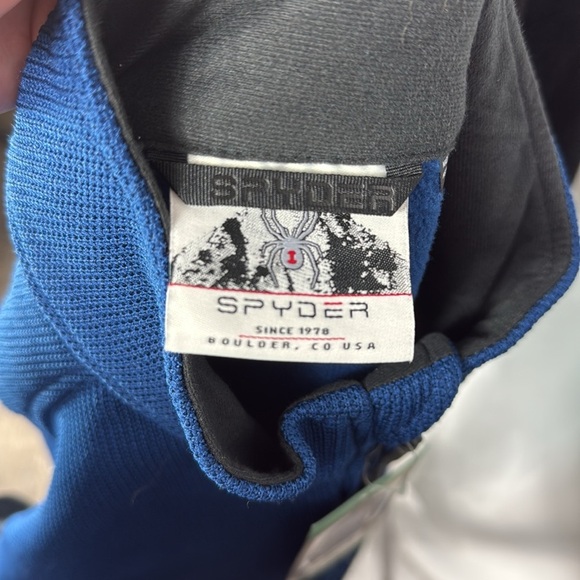 SPYDER
SPYDER
SINCE 1978
BOULDER, CO USA